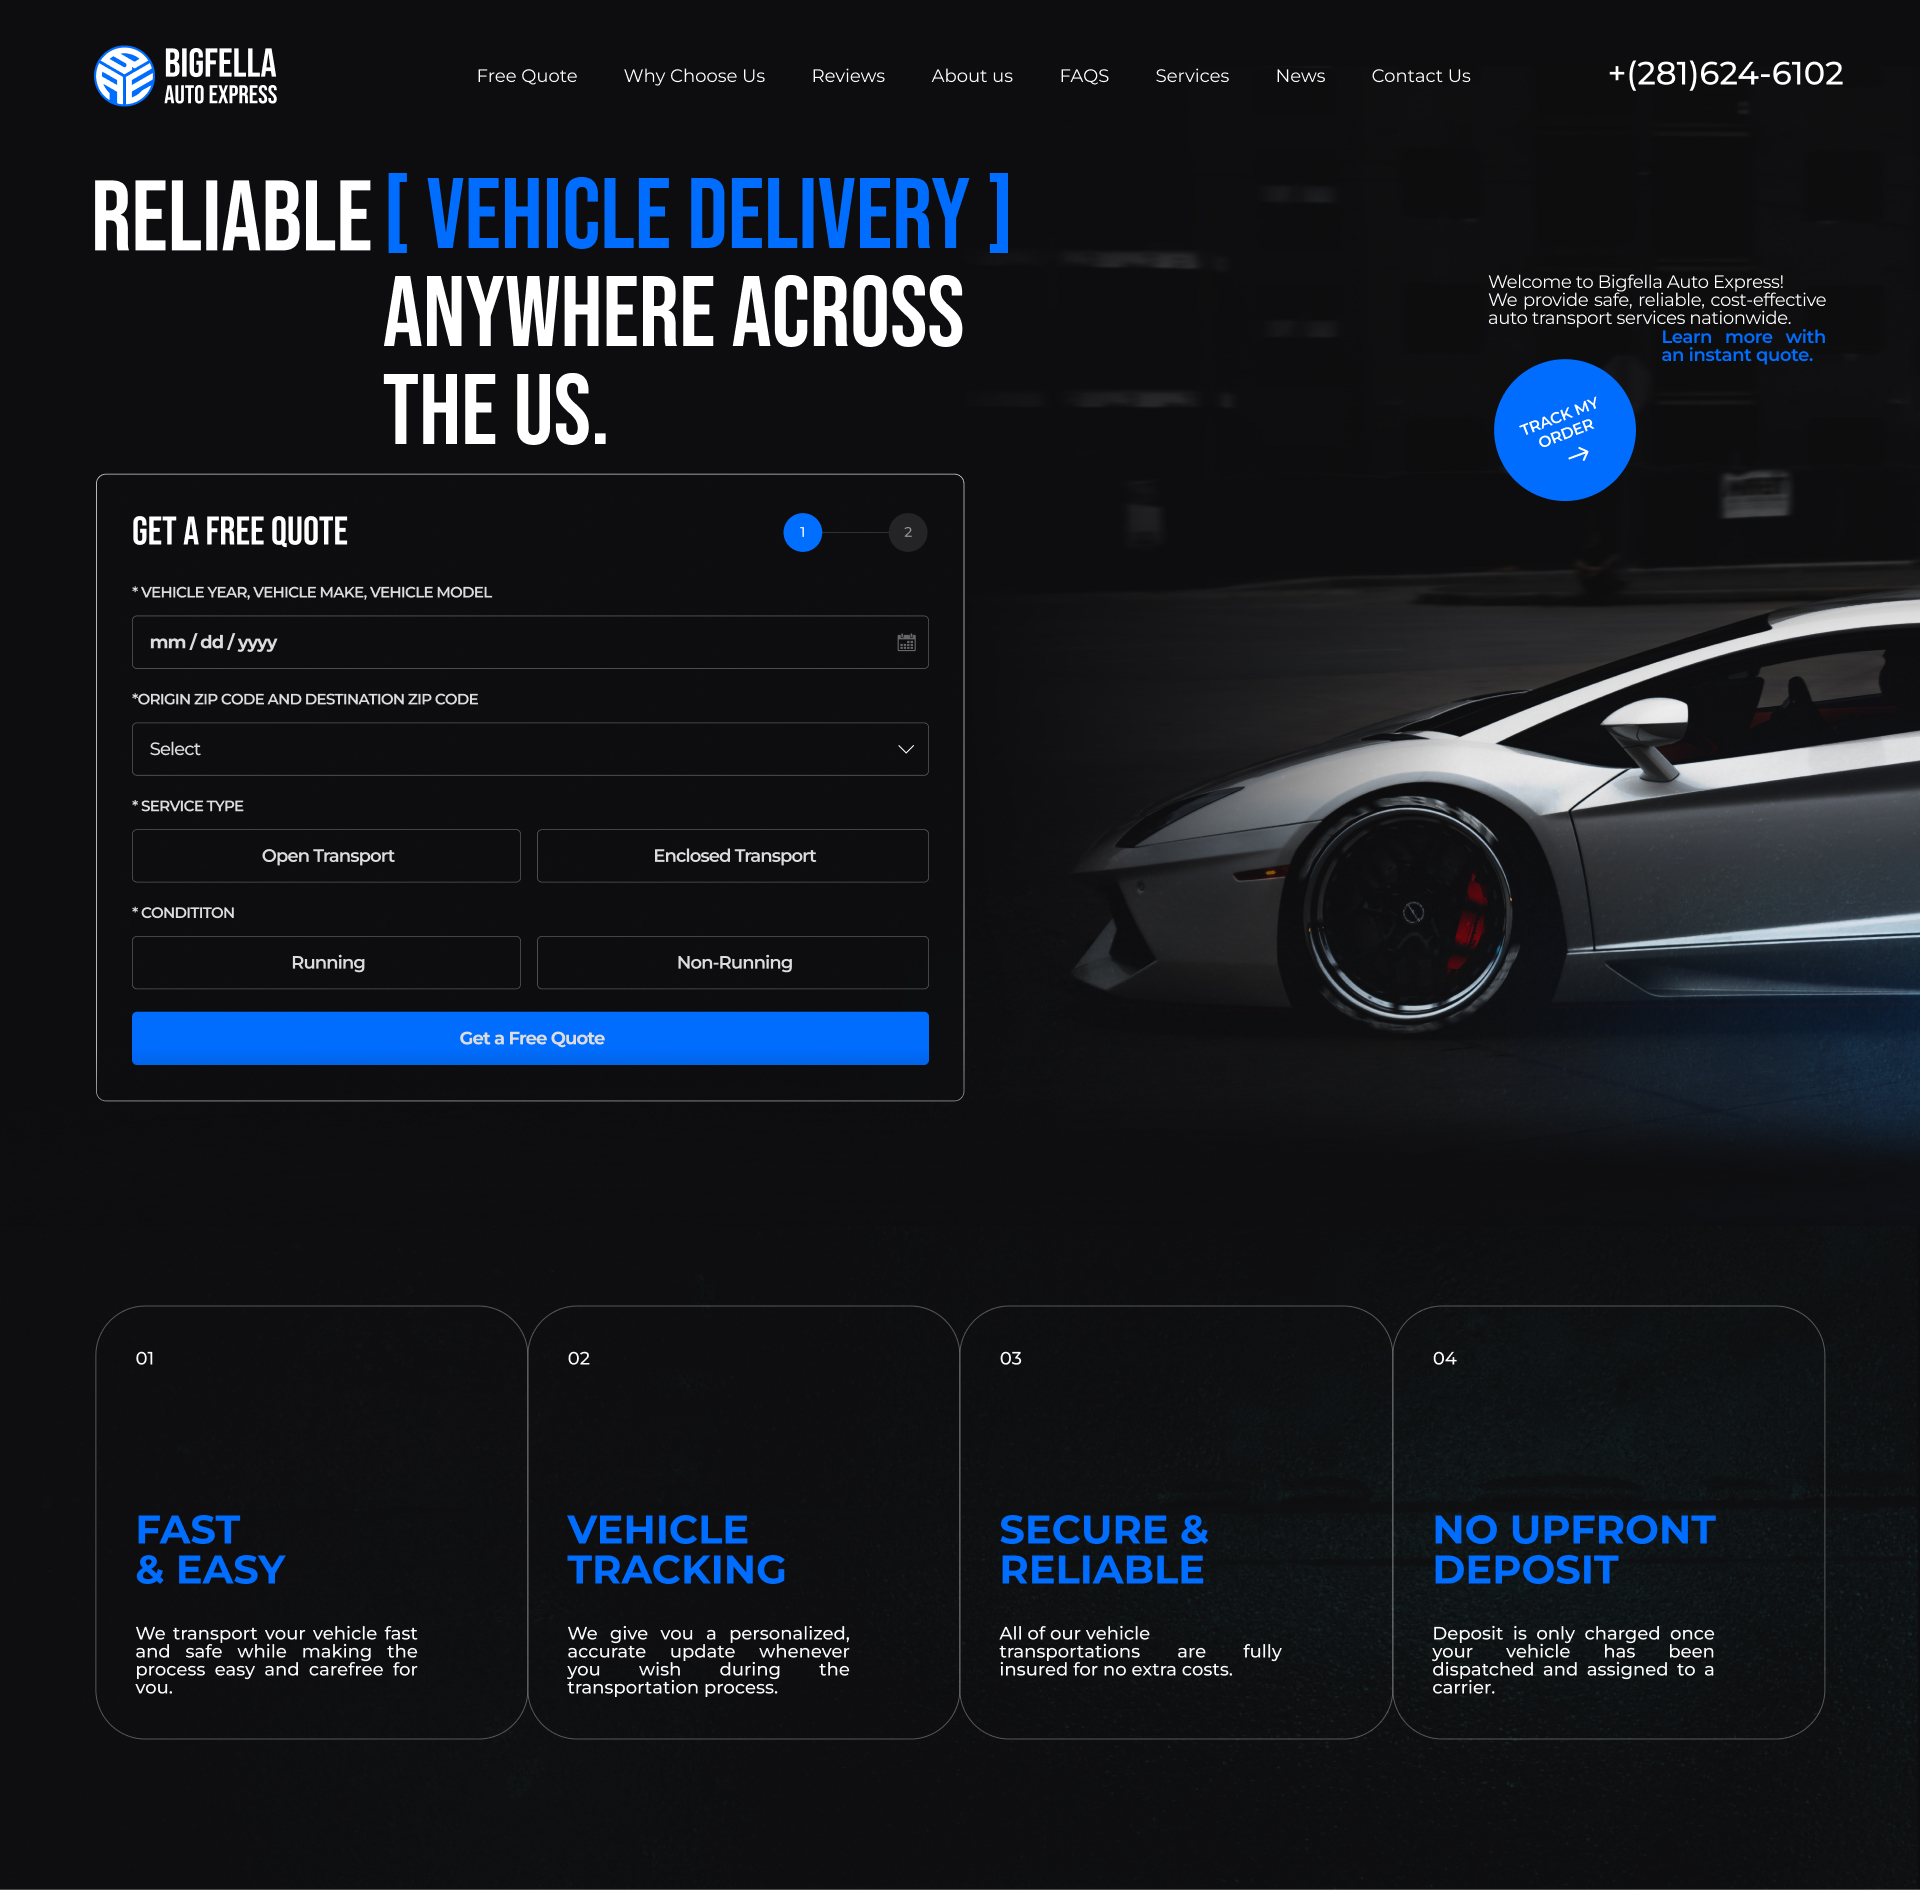 BIGFELLA
AUTO EXPRESS
Free Quote
Why Choose Us
Reviews
About us
FAQS
Services
News
Contact Us
+(281)624-6102
RELIABLE [ VEHICLE DELIVERY ]
ANYWHERE ACROSS
THE US.
Welcome to Bigfella Auto Express!
We provide safe, reliable, cost-effective
auto transport services nationwide.
Learn more with
an instant quote.
TRACK MY
ORDER
GET A FREE QUOTE
1
2
* VEHICLE YEAR, VEHICLE MAKE, VEHICLE MODEL
mm / dd / yyyy
*ORIGIN ZIP CODE AND DESTINATION ZIP CODE
Select
* SERVICE TYPE
Open Transport
Enclosed Transport
* CONDITITON
Running
Non-Running
Get a Free Quote
01
FAST
& EASY
We transport vour vehicle fast
and safe while making the
process easy and carefree for
vou.
02
VEHICLE
TRACKING
We give vou a personalized,
accurate update whenever
you wish during the
transportation process.
03
SECURE &
RELIABLE
All of our vehicle
transportations are fully
insured for no extra costs.
04
NO UPFRONT
DEPOSIT
Deposit is only charged once
your vehicle has been
dispatched and assigned to a
carrier.